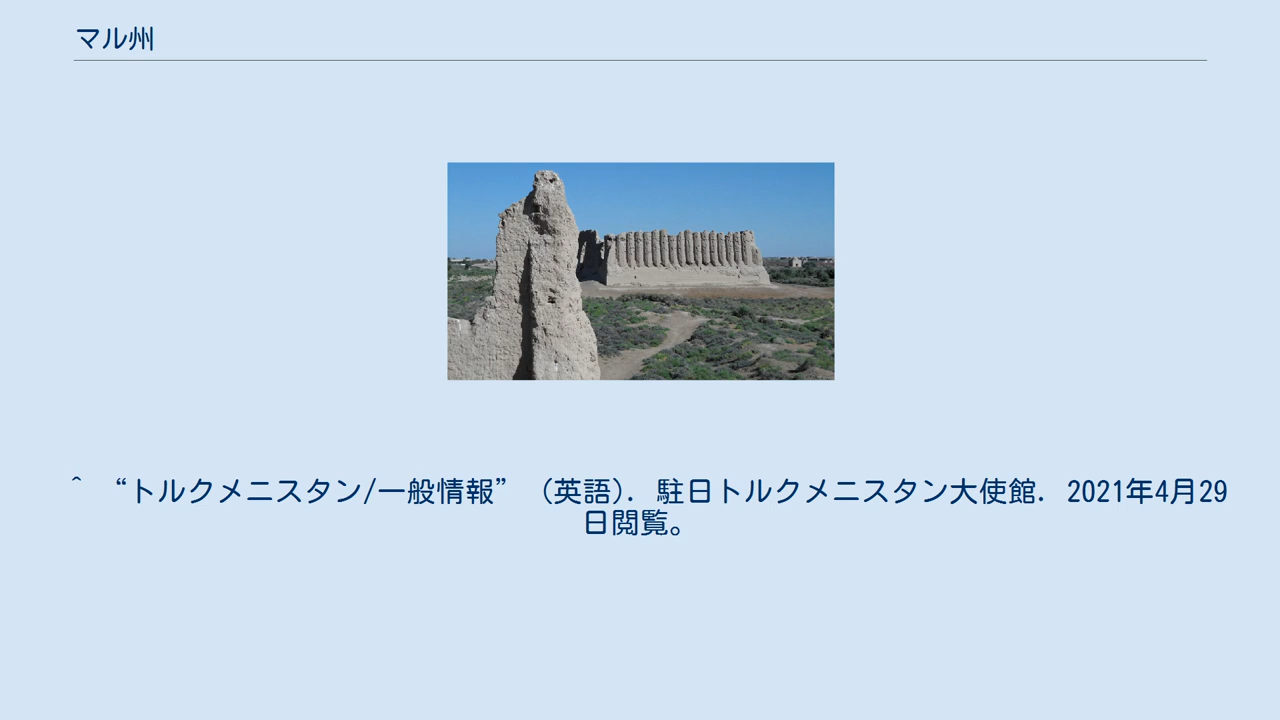 マル州
^ “トルクメニスタン/一般情報” (英語). 駐日トルクメニスタン大使館. 2021年4月29
日閲覧。